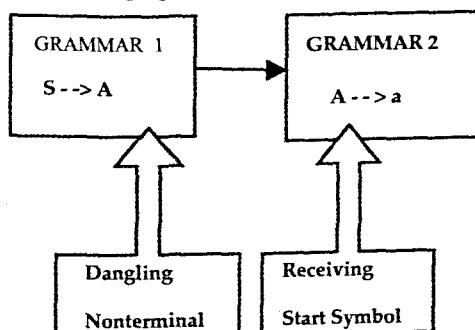 GRAMMAR 1
S --> A
GRAMMAR 2
A --> a
Dangling
Nonterminal
Receiving
Start Symbol